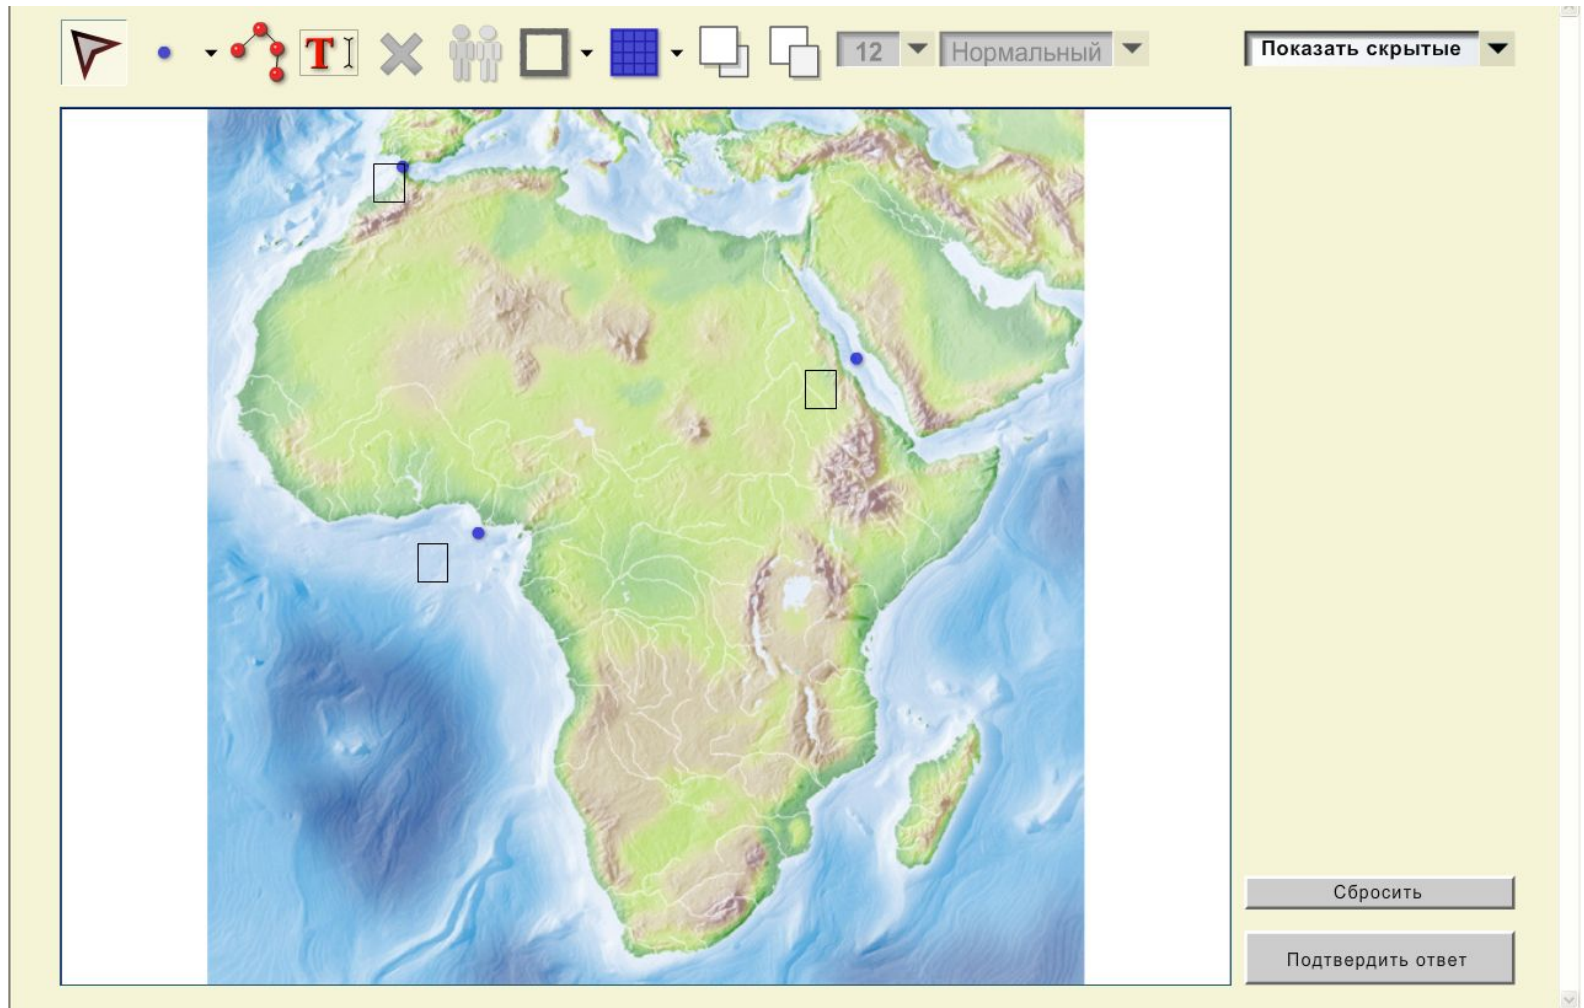 T
12
Нормальный
Показать скрытые
Сбросить
Подтвердить ответ